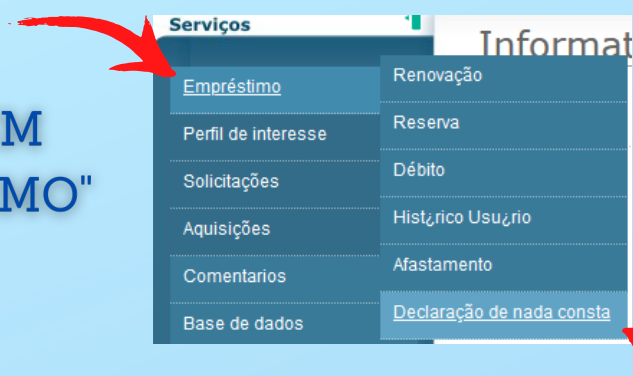 Serviços
Informat
M
MO"
Empréstimo
Perfil de interesse
Solicitações
Aquisições
Comentarios
Base de dados
Renovação
Reserva
Débito
Hist¿rico Usu¿rio
Afastamento
Declaração de nada consta